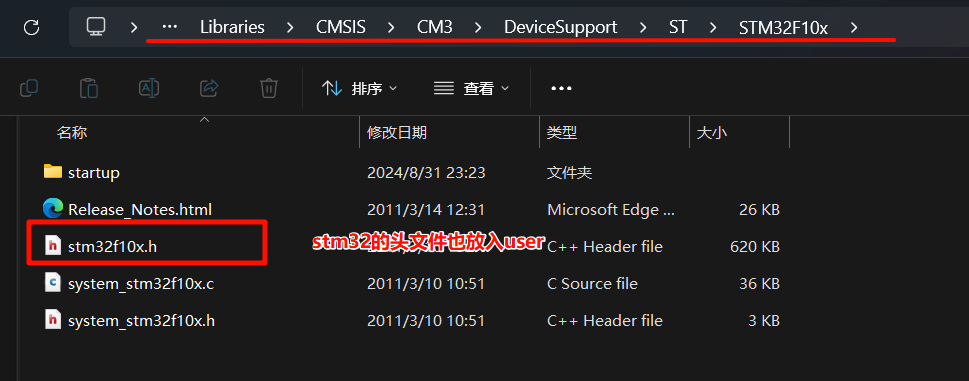 ··· Libraries > CMSIS > CM3 > DeviceSupport > ST > STM32F10x >
排序 查看 ···
名称 修改日期 类型 大小
startup 2024/8/31 23:23 文件夹
Release_Notes.html 2011/3/14 12:31 Microsoft Edge ... 26 KB
stm32f10x.h stm32的头文件也放入user C++ Header file 620 KB
system_stm32f10x.c 2011/3/10 10:51 C Source file 36 KB
system_stm32f10x.h 2011/3/10 10:51 C++ Header file 3 KB